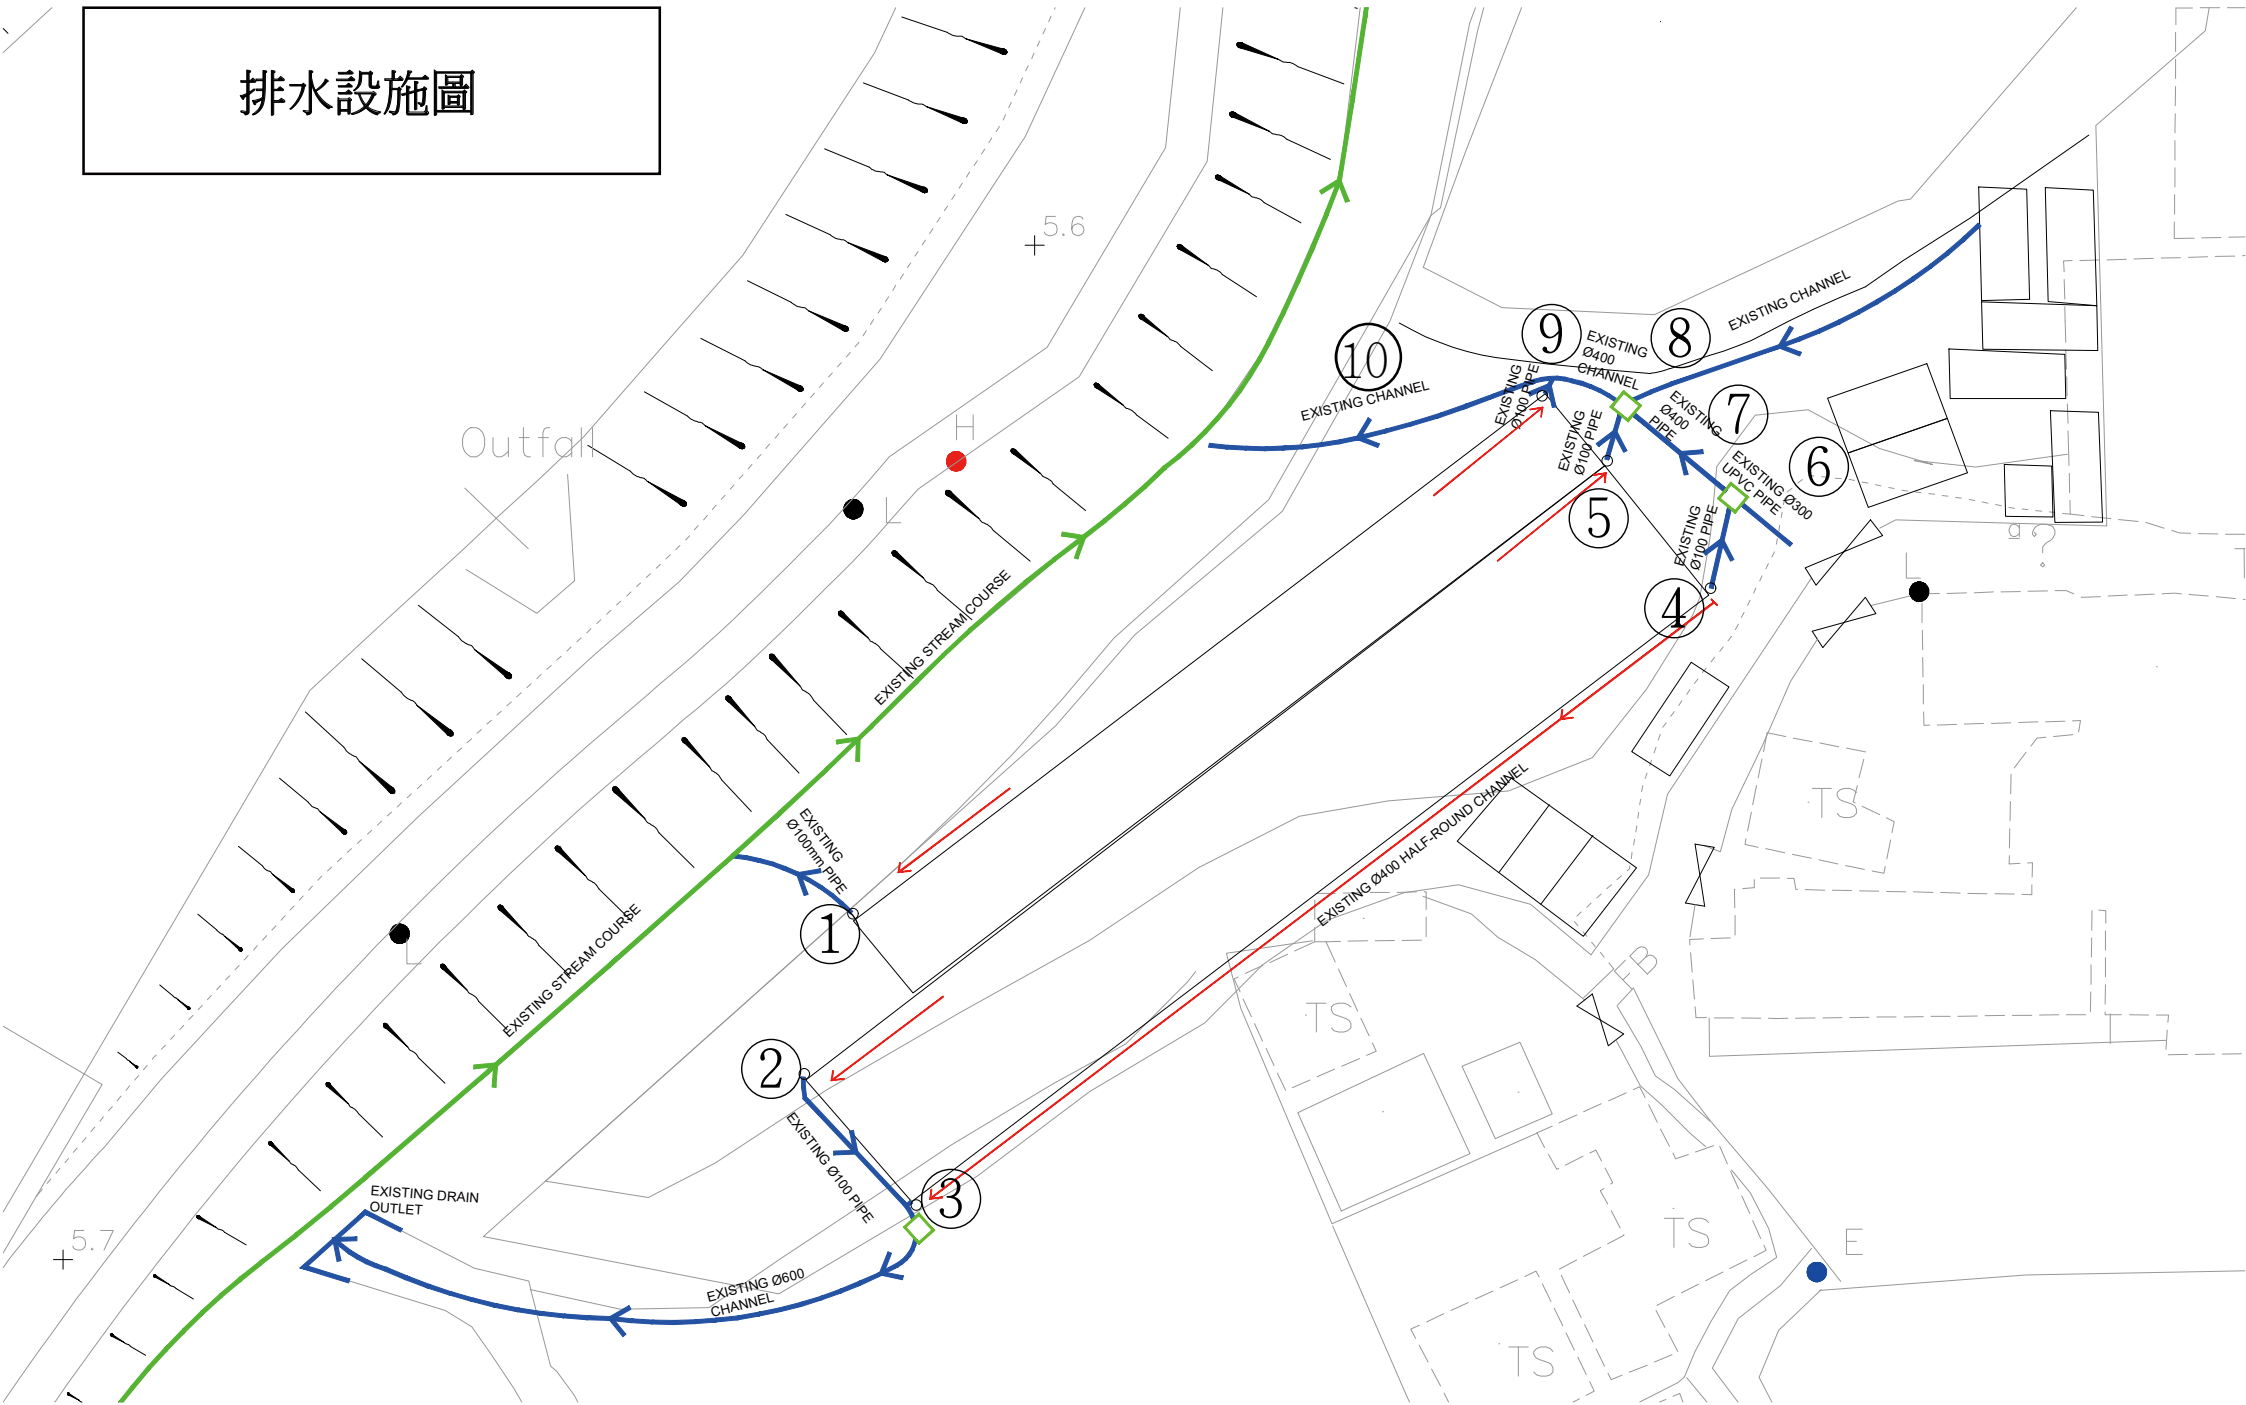 排水設施圖
5.6
Outfall
H
L
EXISTING STREAM COURSE
EXISTING CHANNEL
10
9
EXISTING
Ø400
CHANNEL
8
EXISTING CHANNEL
EXISTING
Ø100 PIPE
EXISTING
Ø100 PIPE
EXISTING
Ø400
PIPE
7
EXISTING Ø300
UPVC PIPE
6
5
EXISTING
Ø100 PIPE
4
a ?
L
T
TS
EXISTING Ø400 HALF-ROUND CHANNEL
EXISTING
Ø100mm PIPE
1
L
EXISTING STREAM COURSE
B
TS
2
EXISTING Ø100 PIPE
3
EXISTING DRAIN
OUTLET
5.7
EXISTING Ø600
CHANNEL
TS
E
TS